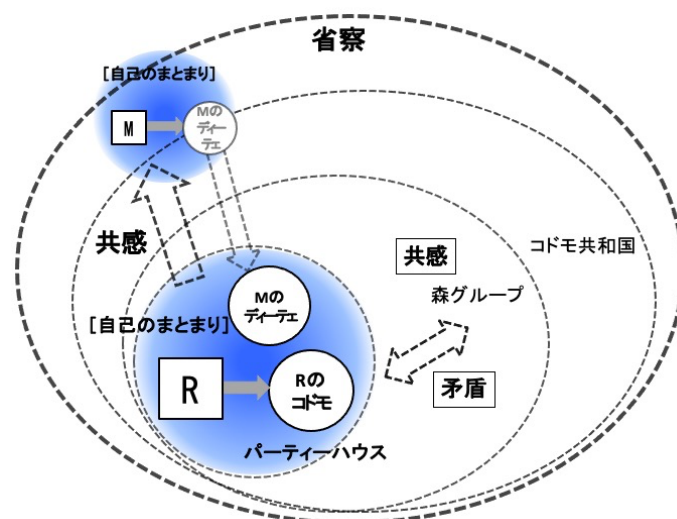 省察
[自己のまとまり]
M
Mの
ディー
テェ
共感
共感
コドモ共和国
森グループ
Mの
ディーテェ
[自己のまとまり]
R
Rの
コドモ
矛盾
パーティーハウス